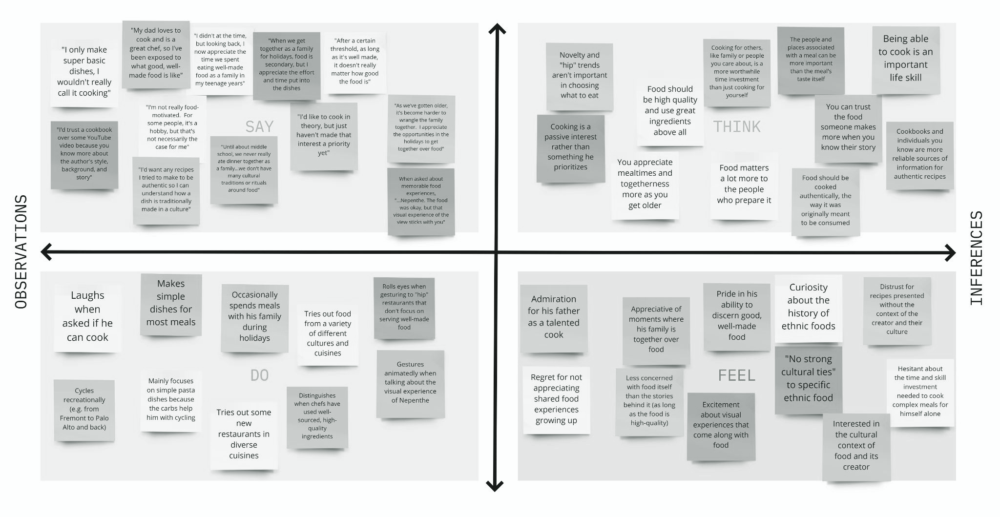 "I only make
super basic
dishes, I
wouldn't really
call it cooking"
"My dad loves to
cook and is a
great chef, so I've
been exposed to
what good, well-
made food is like"
"I didn't at the time,
but looking back, I
now appreciate the
time we spent
eating well-made
food as a family in
my teenage years"
"When we get
together as a family
for holidays, food is
secondary, but I
appreciate the effort
and time put into
the dishes
"After a certain
threshold, as long
as it's well made,
it doesn't really
matter how good
the food is"
"I'd trust a cookbook
over some YouTube
video because you
know more about
the author's style,
background, and
story"
"I'm not really food-
motivated. For
some people, it's a
hobby, but that's
not necessarily the
case for me"
SAY
"I'd like to cook in
theory, but just
haven't made that
interest a priority
yet"
"As we've gotten older,
it's become harder to
wrangle the family
together. I appreciate
the opportunities in the
holidays to get
together over food"
"I'd want any recipes
I tried to make to be
authentic so I can
understand how a
dish is traditionally
made in a culture"
"Until about middle
school, we never really
ate dinner together as
a family...we don't have
many cultural
traditions or rituals
around food"
When asked about
memorable food
experiences,
"...Nepenthe. The food
was okay, but that
visual experience of the
view sticks with you"
Novelty and
"hip" trends
aren't important
in choosing
what to eat
Food should
be high quality
and use great
ingredients
above all
Cooking for others,
like family or people
you care about, is a
more worthwhile
time investment
than just cooking for
yourself
The people and
places associated
with a meal can be
more important
than the meal's
taste itself
Being able
to cook is an
important
life skill
Cooking is a
passive interest
rather than
something he
prioritizes
THINK
You can trust
the food
someone makes
more when you
know their story
Cookbooks and
individuals you
know are more
reliable sources of
information for
authentic recipes
You appreciate
mealtimes and
togetherness
more as you
get older
Food matters
a lot more to
the people
who prepare it
Food should be
cooked
authentically, the
way it was
originally meant
to be consumed
OBSERVATIONS
INFERENCES
Laughs
when
asked if he
can cook
Makes
simple
dishes for
most meals
Occasionally
spends meals
with his family
during
holidays
Tries out food
from a variety
of different
cultures and
cuisines
Rolls eyes when
gesturing to "hip"
restaurants that
don't focus on
serving well-made
food
DO
Cycles
recreationally
(e.g. from
Fremont to Palo
Alto and back)
Mainly focuses
on simple pasta
dishes because
the carbs help
him with cycling
Tries out some
new
restaurants in
diverse
cuisines
Distinguishes
when chefs have
used well-
sourced, high-
quality
ingredients
Gestures
animatedly when
talking about the
visual experience
of Nepenthe
Admiration
for his father
as a talented
cook
Appreciative of
moments where
his family is
together over
food
Pride in his
ability to
discern good,
well-made
food
Curiosity
about the
history of
ethnic foods
Distrust for
recipes presented
without the
context of the
creator and their
culture
Regret for not
appreciating
shared food
experiences
growing up
Less concerned
with food itself
than the stories
behind it (as long
as the food is
high-quality)
FEEL
Excitement
about visual
experiences that
come along with
food
"No strong
cultural ties"
to specific
ethnic food
Hesitant about
the time and skill
investment
needed to cook
complex meals for
himself alone
Interested in
the cultural
context of
food and its
creator